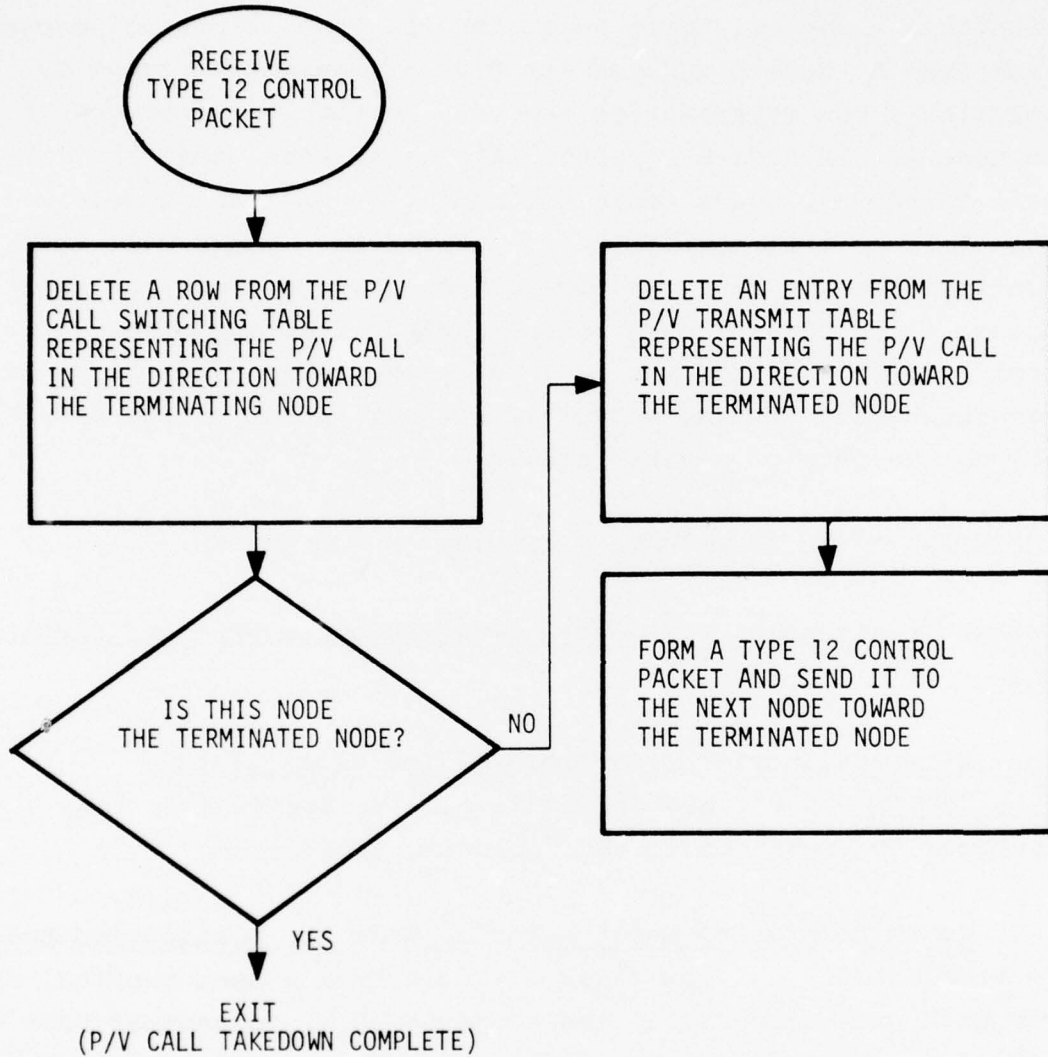 RECEIVE
TYPE 12 CONTROL
PACKET
DELETE A ROW FROM THE P/V
CALL SWITCHING TABLE
REPRESENTING THE P/V CALL
IN THE DIRECTION TOWARD
THE TERMINATING NODE
IS THIS NODE
THE TERMINATED NODE?
NO
YES
EXIT
(P/V CALL TAKEDOWN COMPLETE)
DELETE AN ENTRY FROM THE
P/V TRANSMIT TABLE
REPRESENTING THE P/V CALL
IN THE DIRECTION TOWARD
THE TERMINATED NODE
FORM A TYPE 12 CONTROL
PACKET AND SEND IT TO
THE NEXT NODE TOWARD
THE TERMINATED NODE